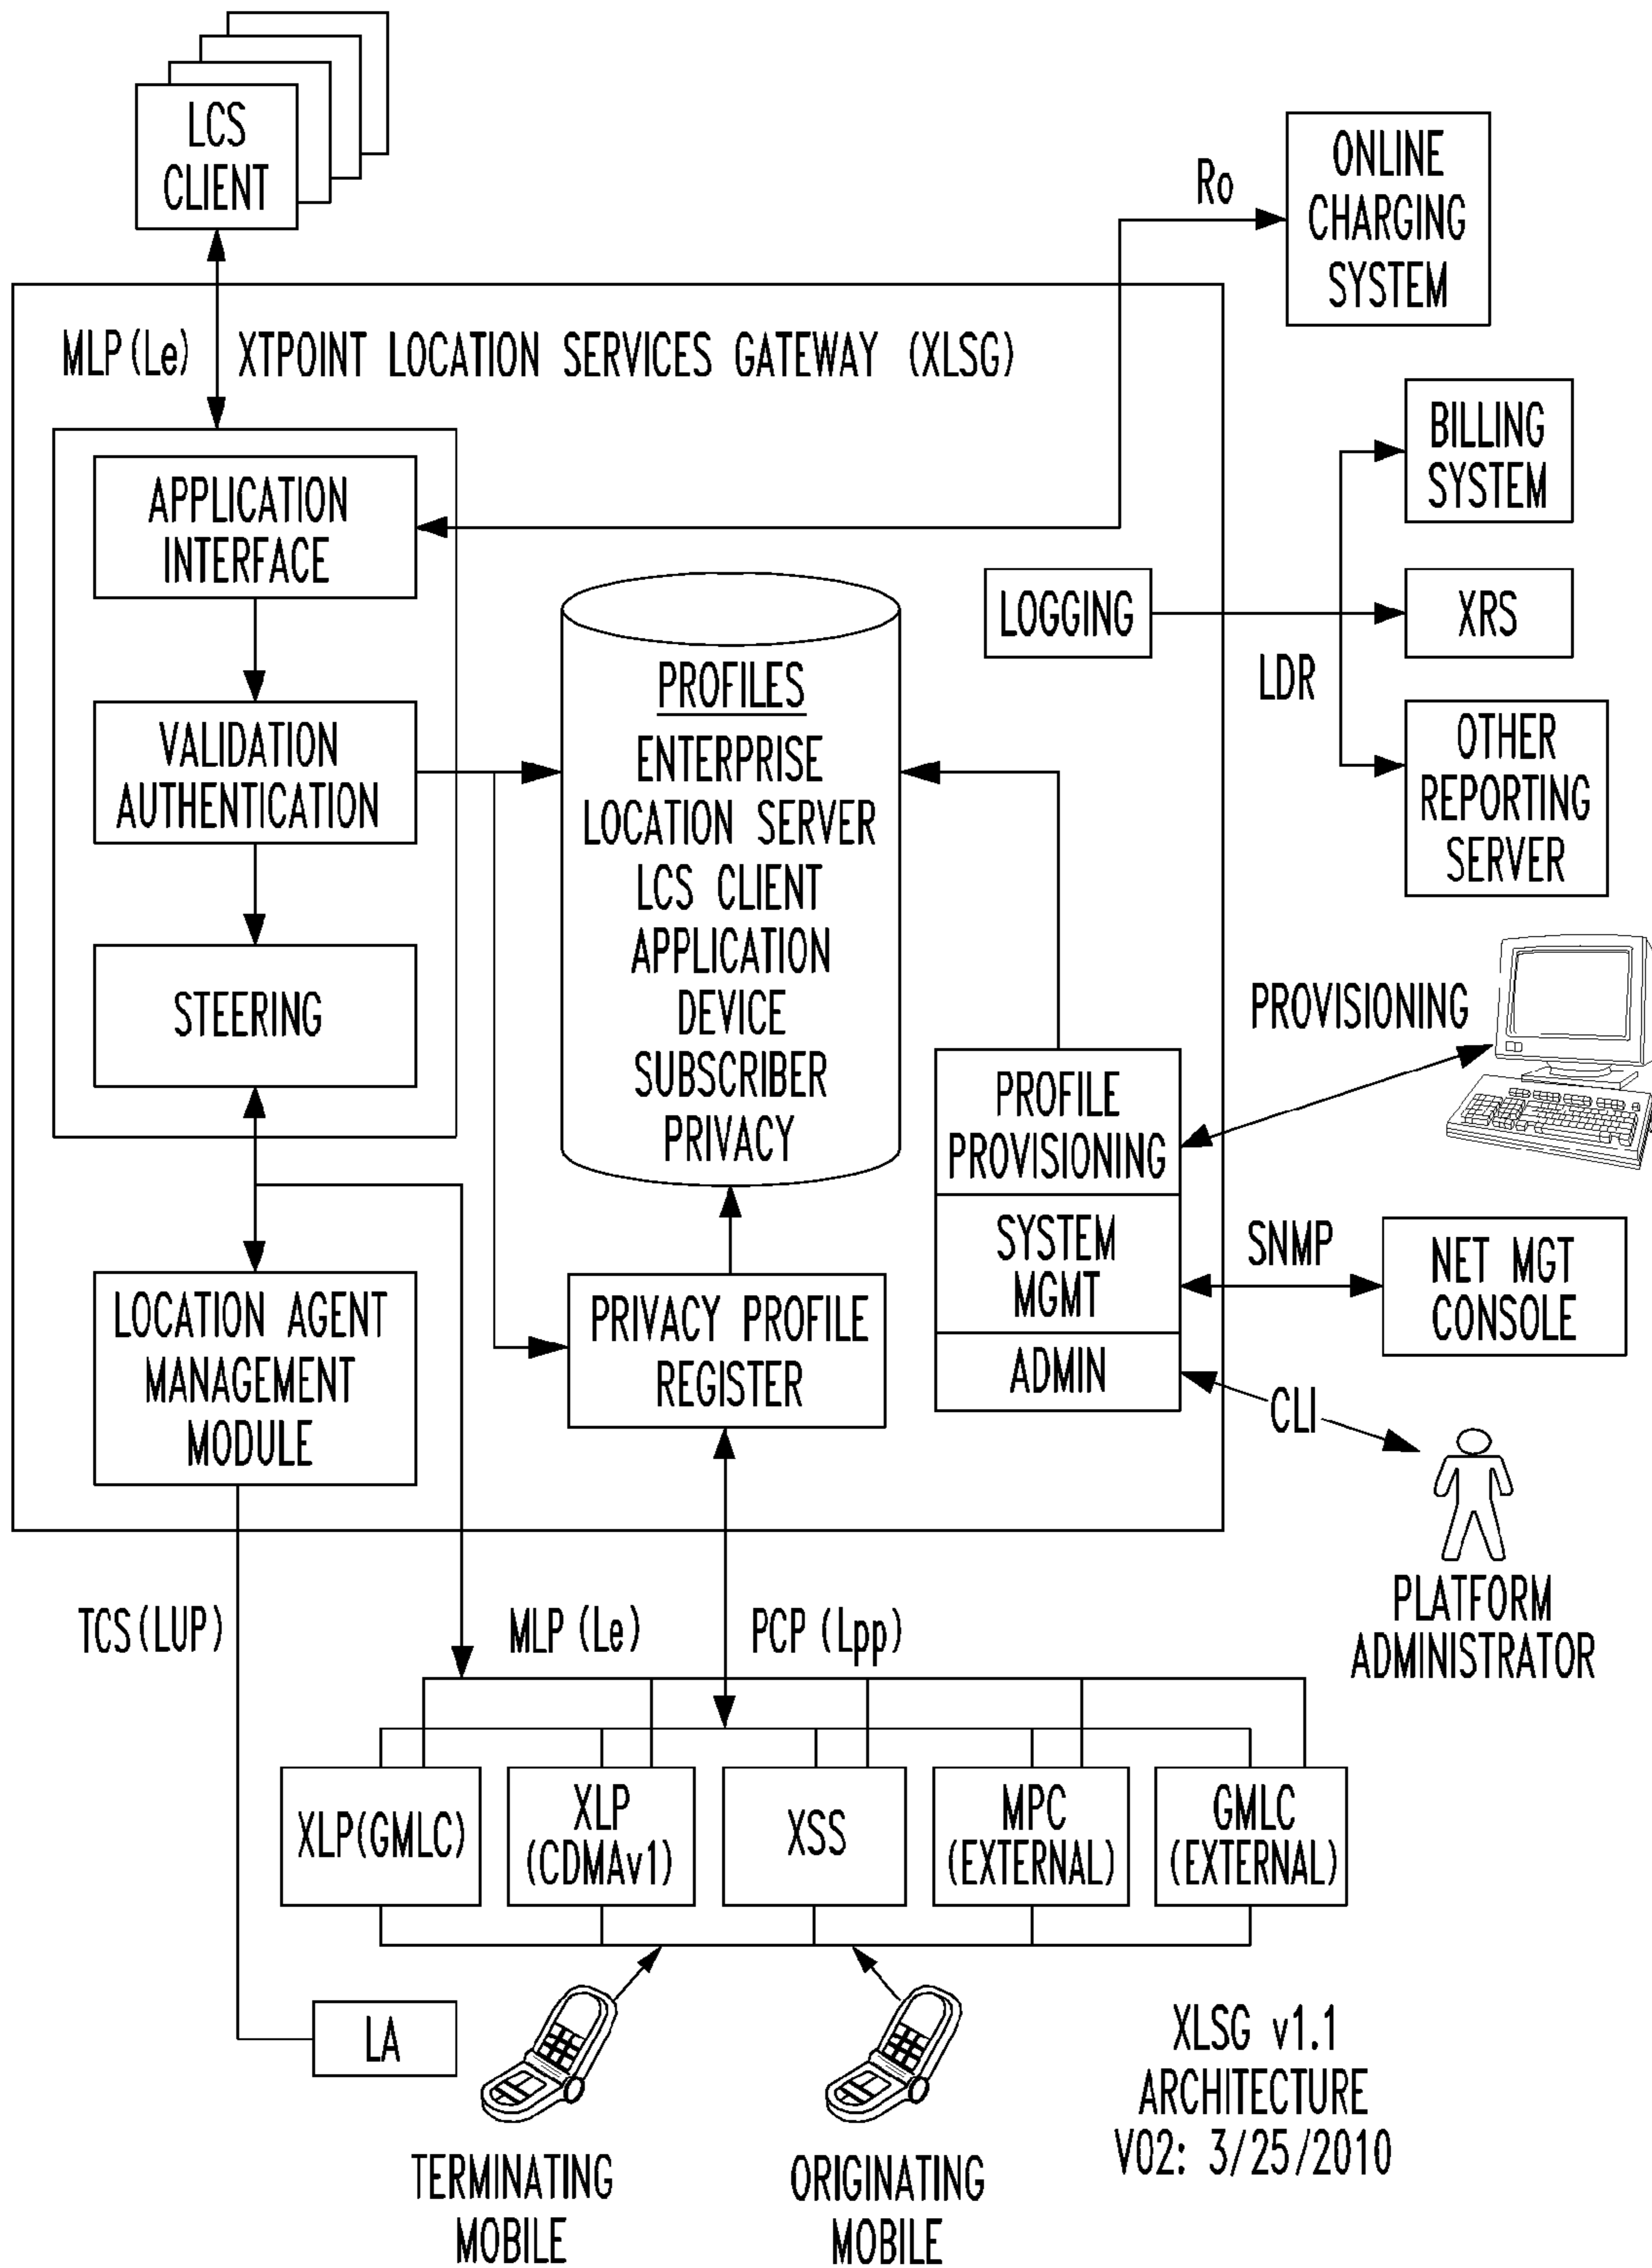 LCS
CLIENT
Ro
ONLINE
CHARGING
SYSTEM
MLP (Le)
XTPOINT LOCATION SERVICES GATEWAY (XLSG)
BILLING
SYSTEM
APPLICATION
INTERFACE
LOGGING
XRS
LDR
OTHER
REPORTING
SERVER
PROFILES
ENTERPRISE
LOCATION SERVER
LCS CLIENT
APPLICATION
DEVICE
SUBSCRIBER
PRIVACY
VALIDATION
AUTHENTICATION
STEERING
PROVISIONING
PROFILE
PROVISIONING
SYSTEM
MGMT
ADMIN
SNMP
NET MGT
CONSOLE
LOCATION AGENT
MANAGEMENT
MODULE
PRIVACY PROFILE
REGISTER
CLI
PLATFORM
ADMINISTRATOR
TCS (LUP)
MLP (Le)
PCP (Lpp)
XLP(GMLC)
XLP
(CDMAv1)
XSS
MPC
(EXTERNAL)
GMLC
(EXTERNAL)
LA
TERMINATING
MOBILE
ORIGINATING
MOBILE
XLSG v1.1
ARCHITECTURE
V02: 3/25/2010